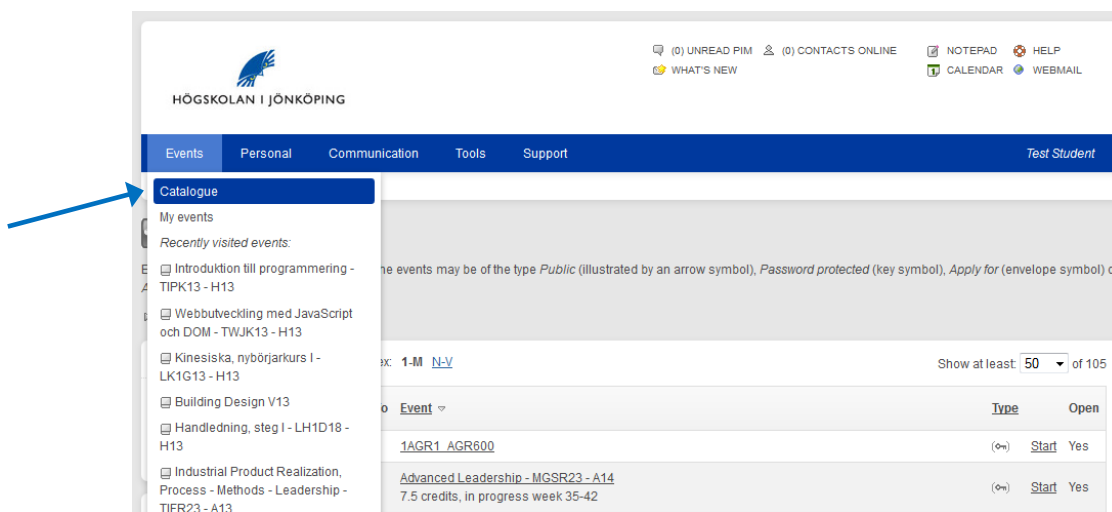 (0) UNREAD PIM (0) CONTACTS ONLINE NOTEPAD HELP
WHAT'S NEW CALENDAR WEBMAIL
HÖGSKOLAN I JÖNKÖPING
Events Personal Communication Tools Support Test Student
Catalogue
My events
Recently visited events:
Introduktion till programmering -
TIPK13 - H13
Webbutveckling med JavaScript
och DOM - TWJK13 - H13
Kinesiska, nybörjarkurs I -
LK1G13 - H13
Building Design V13
Handledning, steg I - LH1D18 -
H13
Industrial Product Realization,
Process - Methods - Leadership -
TIFR23 - A13
events may be of the type Public (illustrated by an arrow symbol), Password protected (key symbol), Apply for (envelope symbol)
1-M N-V Show at least: 50 of 105
Event Type Open
1AGR1_AGR600 Start Yes
Advanced Leadership - MGSR23 - A14 Start Yes
7.5 credits, in progress week 35-42